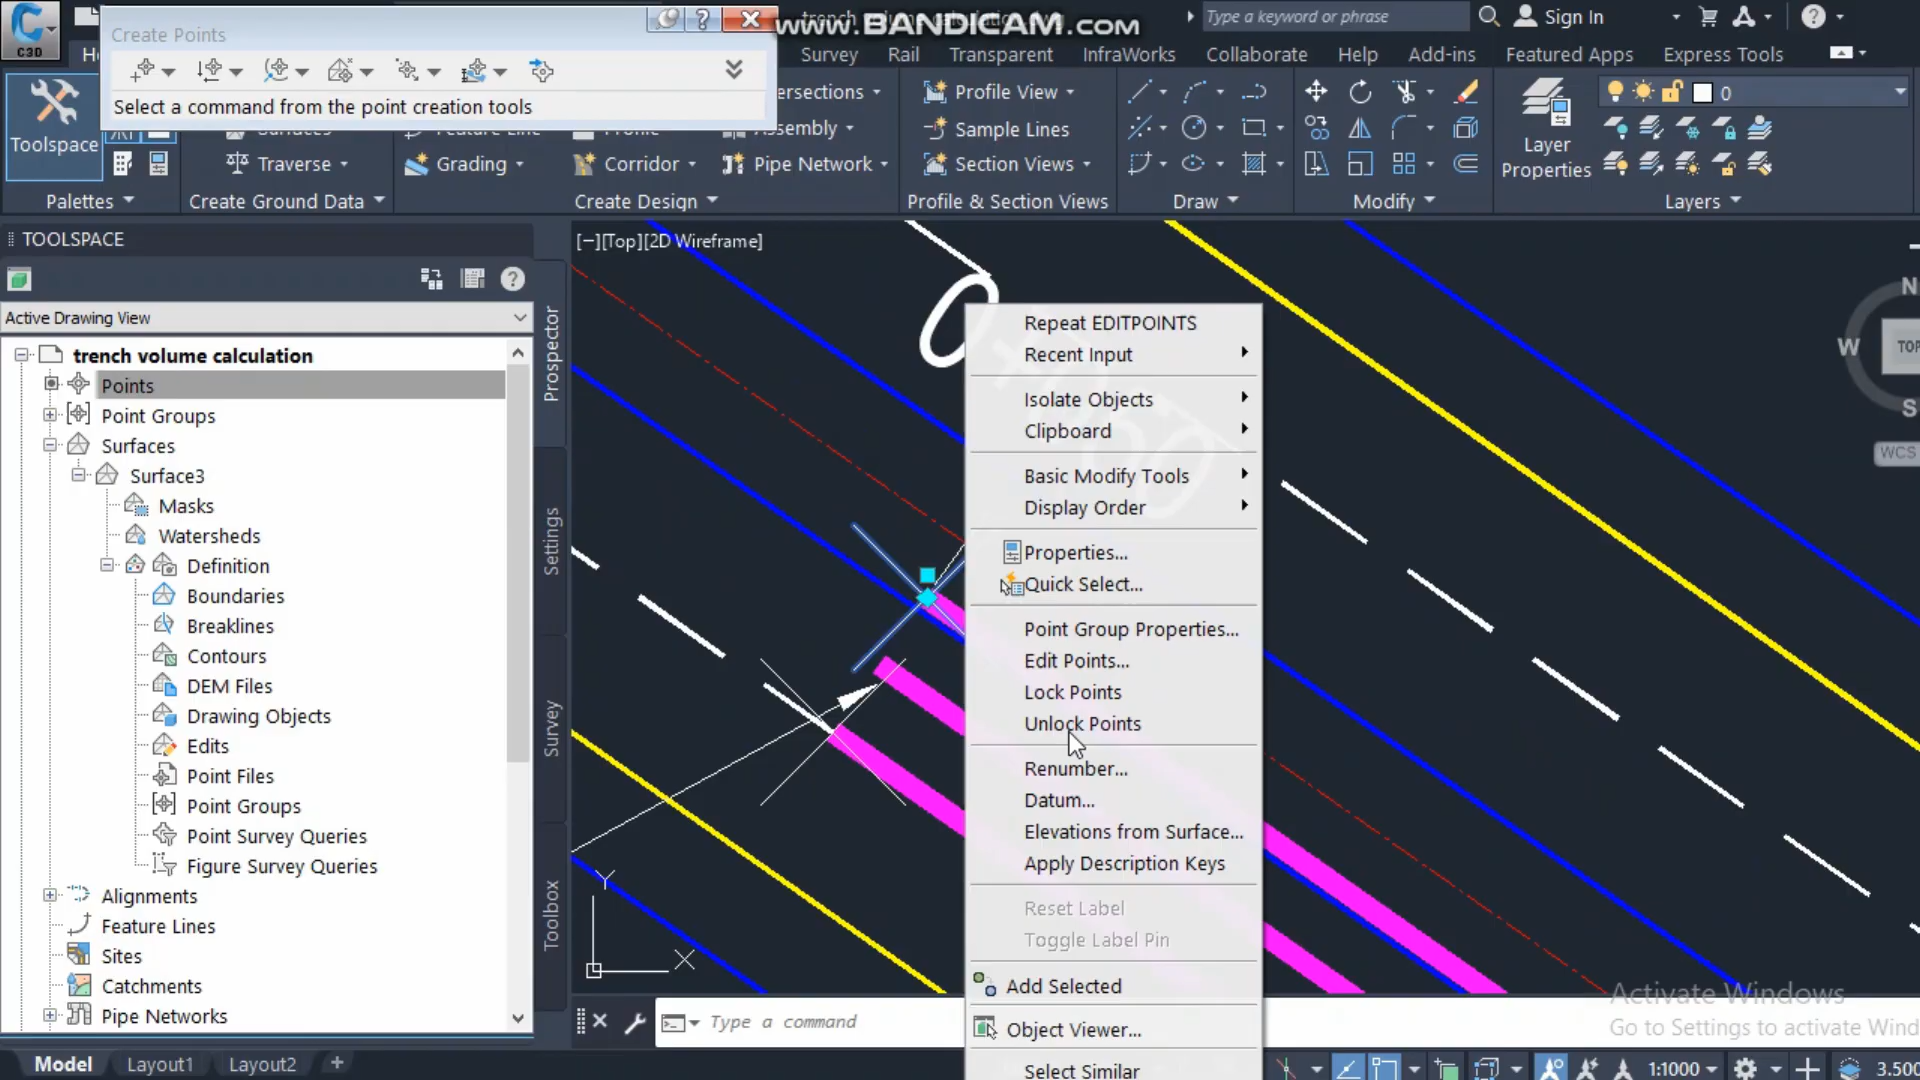 Create Points
www.BANDICAM.com
Type a keyword or phrase
Sign In
C3D
Survey
Rail
Transparent
InfraWorks
Collaborate
Help
Add-ins
Featured Apps
Express Tools
Select a command from the point creation tools
Toolspace
Profile View
Sample Lines
Assembly
Traverse
Grading
Corridor
Pipe Network
Section Views
Layer
Properties
0
Palettes
Create Ground Data
Create Design
Profile & Section Views
Draw
Modify
Layers
TOOLSPACE
[−][Top][2D Wireframe]
Active Drawing View
Prospector
Settings
Survey
Toolbox
trench volume calculation
Points
Point Groups
Surfaces
Surface3
Masks
Watersheds
Definition
Boundaries
Breaklines
Contours
DEM Files
Drawing Objects
Edits
Point Files
Point Groups
Point Survey Queries
Figure Survey Queries
Alignments
Feature Lines
Sites
Catchments
Pipe Networks
Repeat EDITPOINTS
Recent Input
Isolate Objects
Clipboard
Basic Modify Tools
Display Order
Properties...
Quick Select...
Point Group Properties...
Edit Points...
Lock Points
Unlock Points
Renumber...
Datum...
Elevations from Surface...
Apply Description Keys
Reset Label
Toggle Label Pin
Add Selected
Object Viewer...
Select Similar
N
W
TOP
S
WCS
Y
X
Activate Windows
Go to Settings to activate Wind
Type a command
Model
Layout1
Layout2
1:1000
3.500